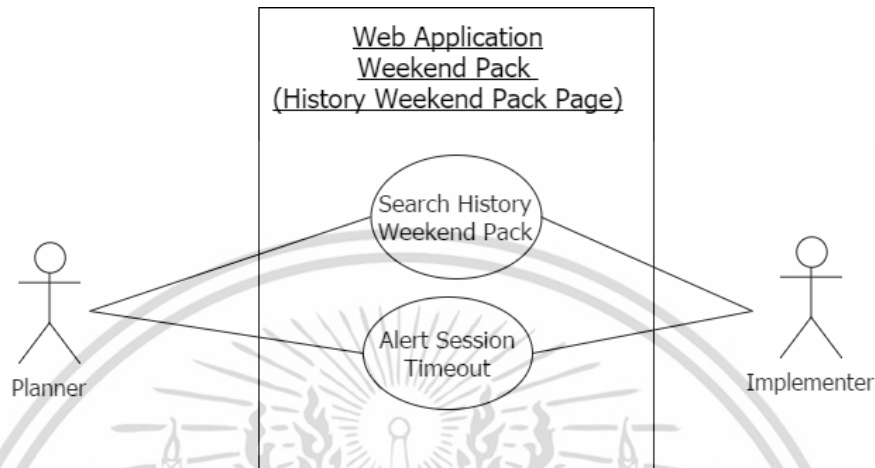 Web Application
Weekend Pack
(History Weekend Pack Page)
Search History
Weekend Pack
Alert Session
Timeout
Planner
Implementer